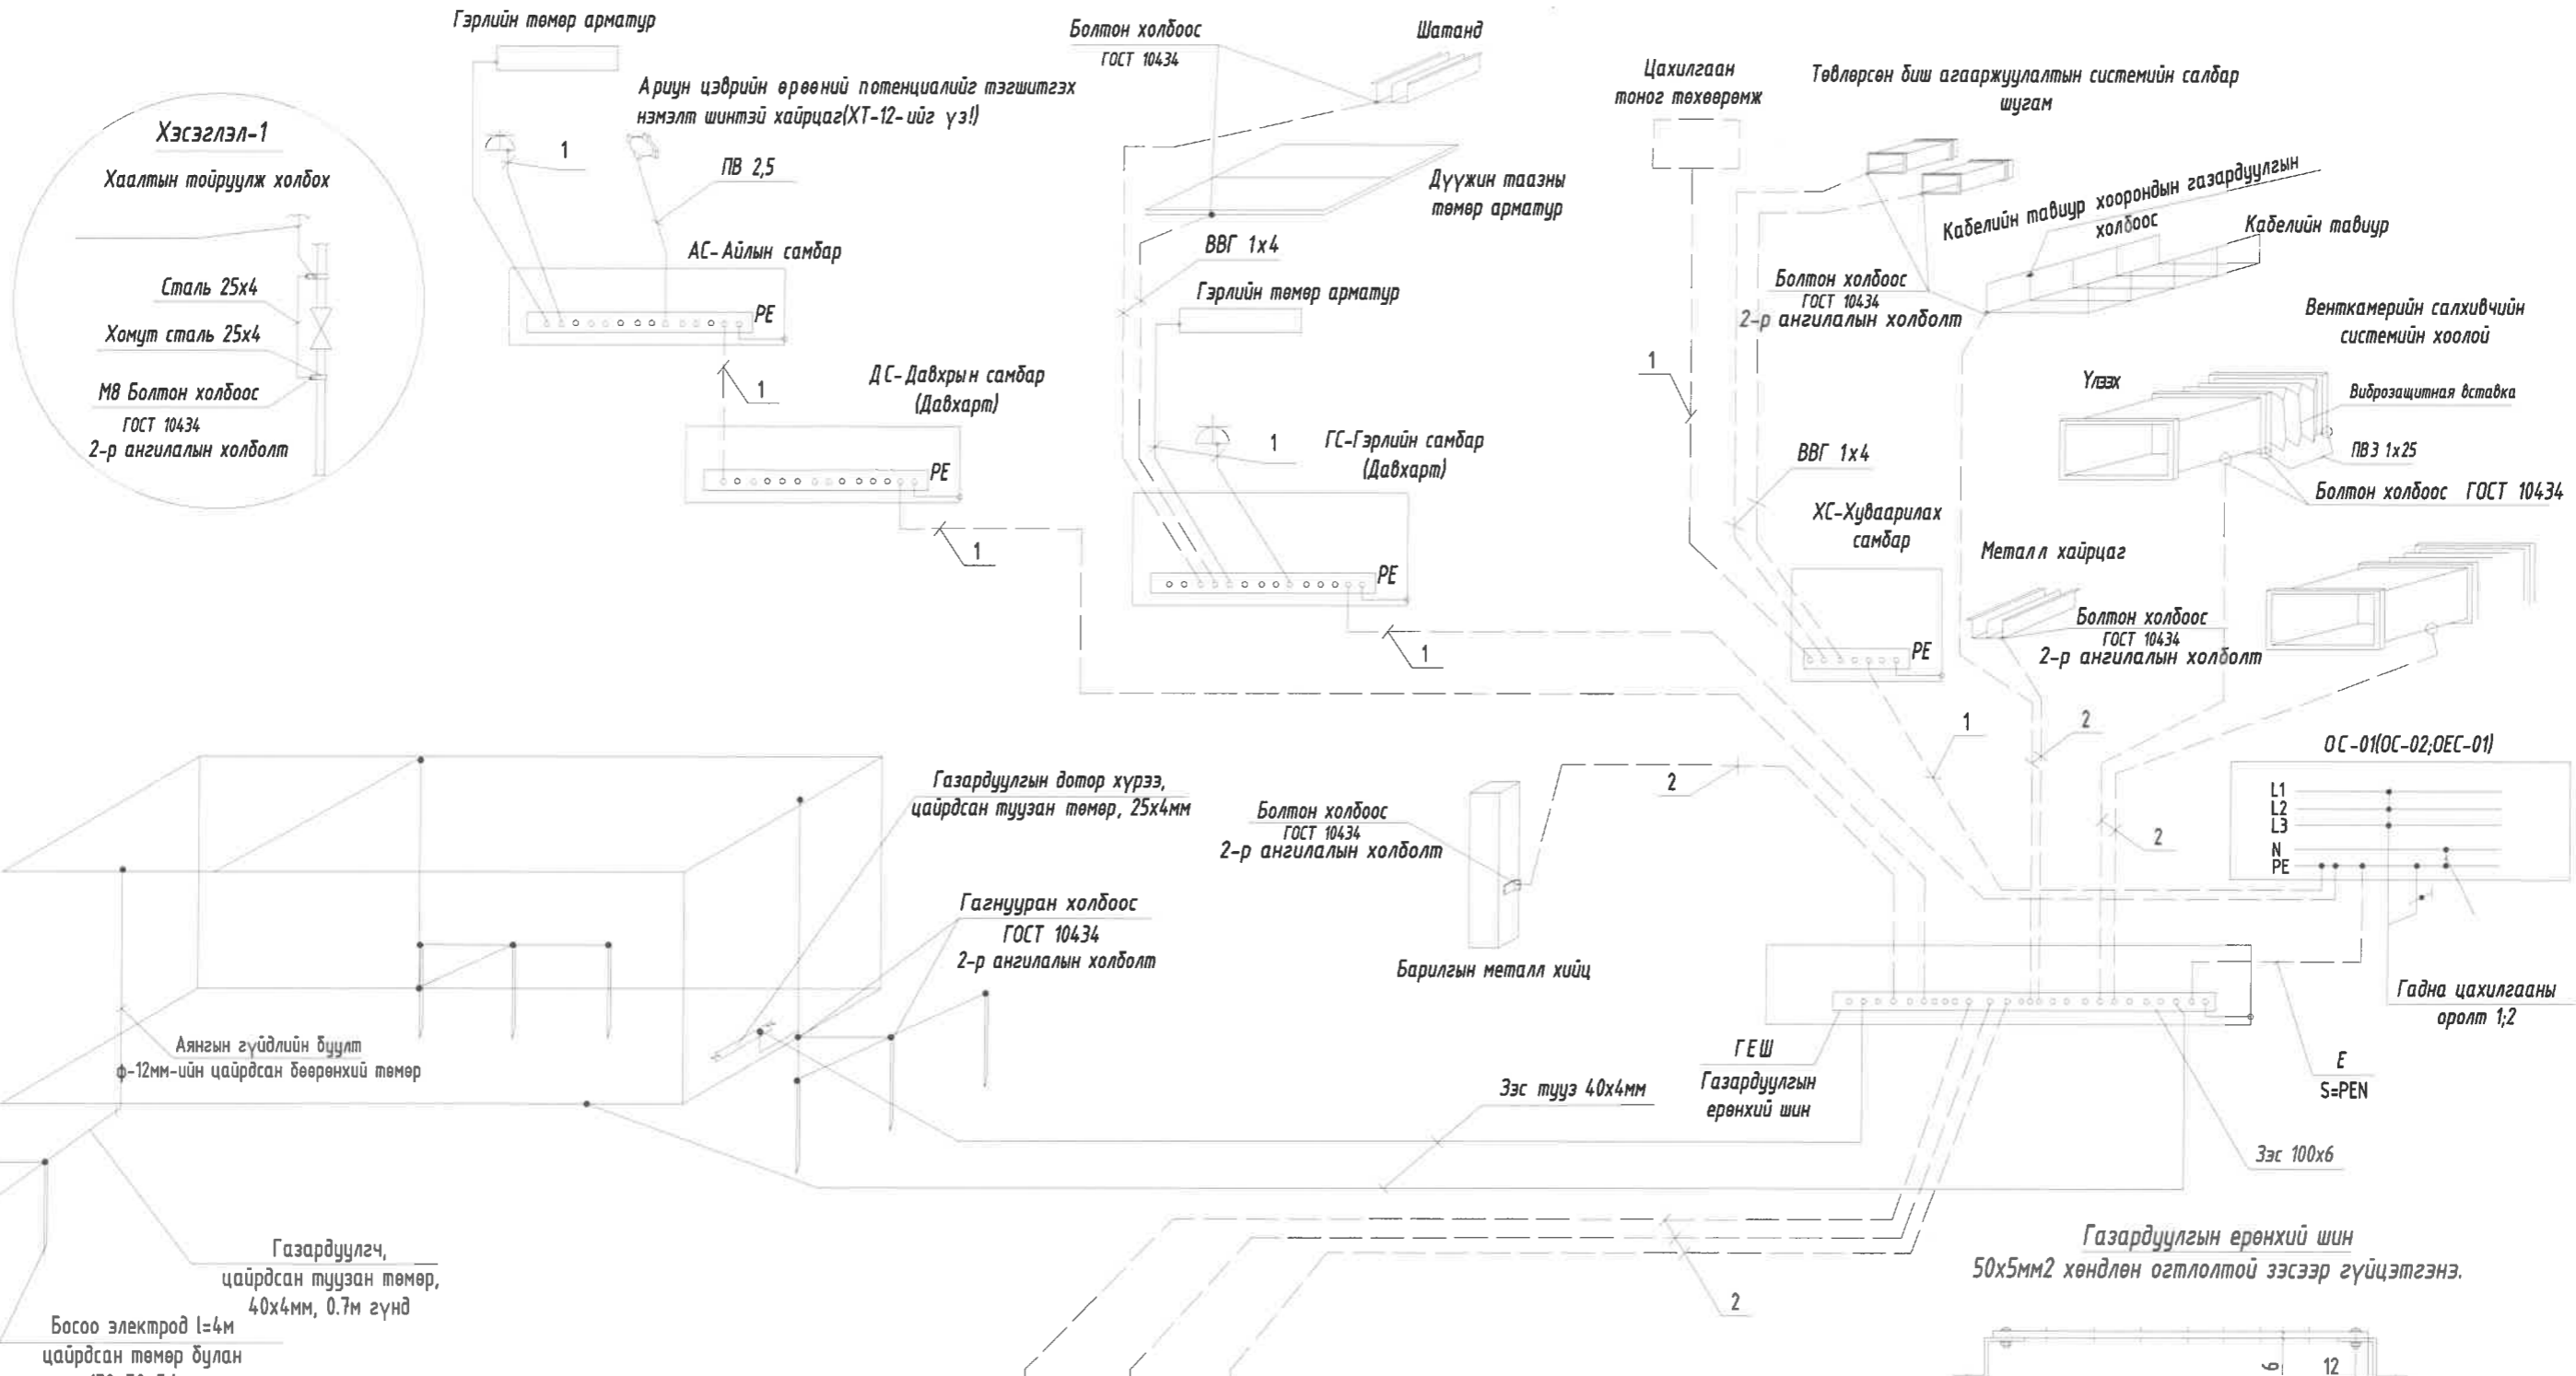 Гэрлийн төмөр арматур
Болтон холбоос
ГОСТ 10434
Шатанд
Цахилгаан
тоног төхөөрөмж
Төвлөрсөн биш агааржуулалтын системийн салбар
шугам
Ариун цэврийн өрөөний потенциалийг тэгшитгэх
нэмэлт шинтэй хайрцаг(ХТ-12-ийг үз!)
Хэсэглэл-1
Хаалтын тойруулж холбох
Сталь 25х4
Хомут сталь 25х4
М8 Болтон холбоос
ГОСТ 10434
2-р ангилалын холболт
1
ПВ 2,5
АС-Айлын самбар
PE
1
ДС-Давхрын самбар
(Давхарт)
PE
1
Дүүжин таазны
төмөр арматур
ВВГ 1х4
Гэрлийн төмөр арматур
1
ГС-Гэрлийн самбар
(Давхарт)
PE
1
Кабелийн тавиур хоорондын газардуулгын
холбоос
Кабелийн тавиур
Болтон холбоос
ГОСТ 10434
2-р ангилалын холболт
1
ВВГ 1х4
ХС-Хуваарилах
самбар
PE
1
Венткамерийн салхивчийн
системийн хоолой
Үлээх
Виброзащитная вставка
ПВ3 1х25
Болтон холбоос ГОСТ 10434
Металл хайрцаг
Болтон холбоос
ГОСТ 10434
2-р ангилалын холболт
2
2
ОС-01(ОС-02;ОЕС-01)
L1
L2
L3
N
PE
Гадна цахилгааны
оролт 1;2
Газардуулгын дотор хүрээ,
цайрдсан туузан төмөр, 25х4мм
Гагнууран холбоос
ГОСТ 10434
2-р ангилалын холболт
Болтон холбоос
ГОСТ 10434
2-р ангилалын холболт
2
Барилгын металл хийц
Аянгын гүйдлийн буулт
ф-12мм-ийн цайрдсан бөөрөнхий төмөр
Зэс тууз 40х4мм
ГЕШ
Газардуулгын
ерөнхий шин
E
S=PEN
Зэс 100х6
Газардуулгч,
цайрдсан туузан төмөр,
40х4мм, 0.7м гүнд
Босоо электрод l=4м
цайрдсан төмөр булан
2
Газардуулгын ерөнхий шин
50х5мм2 хөндлөн огтлолтой зэсээр гүйцэтгэнэ.
6
12